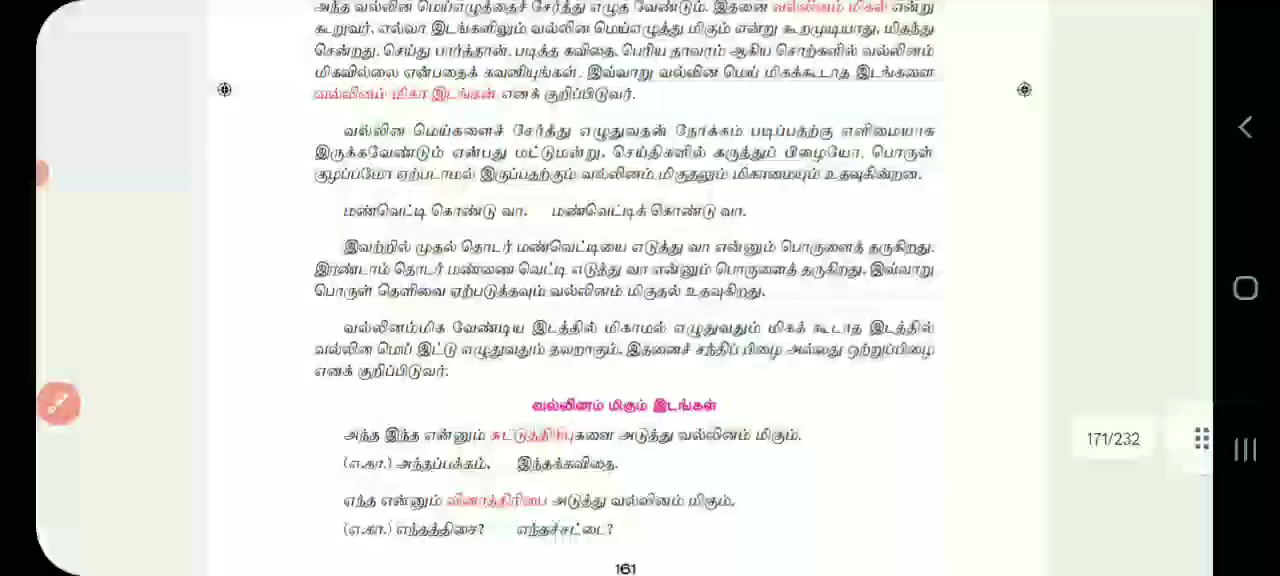 அந்த வல்லின மெய்எழுத்தைச் சேர்த்து எழுத வேண்டும். இதனை வல்லினம் மிகல் என்று
கூறுவர். எல்லா இடங்களிலும் வல்லின மெய்எழுத்து மிகும் என்று கூறமுடியாது. மிதந்து
சென்றது, செய்து பார்த்தான், படித்த கவிதை, பெரிய தாவரம் ஆகிய சொற்களில் வல்லினம்
மிகவில்லை என்பதைக் கவனியுங்கள். இவ்வாறு வல்லின மெய் மிகக்கூடாத இடங்களை
வல்லினம் மிகா இடங்கள் எனக் குறிப்பிடுவர்.
வல்லின மெய்களைச் சேர்த்து எழுதுவதன் நோக்கம் படிப்பதற்கு எளிமையாக
இருக்கவேண்டும் என்பது மட்டுமன்று. செய்திகளில் கருத்துப் பிழையோ, பொருள்
குழப்பமோ ஏற்படாமல் இருப்பதற்கும் வல்லினம் மிகுதலும் மிகாமையும் உதவுகின்றன.
மண்வெட்டி கொண்டு வா. மண்வெட்டிக் கொண்டு வா.
இவற்றில் முதல் தொடர் மண்வெட்டியை எடுத்து வா என்னும் பொருளைத் தருகிறது.
இரண்டாம் தொடர் மண்ணை வெட்டி எடுத்து வா என்னும் பொருளைத் தருகிறது. இவ்வாறு
பொருள் தெளிவை ஏற்படுத்தவும் வல்லினம் மிகுதல் உதவுகிறது.
வல்லினம்மிக வேண்டிய இடத்தில் மிகாமல் எழுதுவதும் மிகக் கூடாத இடத்தில்
வல்லின மெய் இட்டு எழுதுவதும் தவறாகும். இதனைச் சந்திப் பிழை அல்லது ஒற்றுப்பிழை
எனக் குறிப்பிடுவர்.
வல்லினம் மிகும் இடங்கள்
அந்த இந்த என்னும் சுட்டுத்திரிபுகளை அடுத்து வல்லினம் மிகும்.
(எ.கா.) அந்தப்பக்கம், இந்தக்கவிதை.
எந்த என்னும் வினாத்திரிபை அடுத்து வல்லினம் மிகும்.
(எ.கா.) எந்தத்திசை? எந்தச்சட்டை?
161
171/232